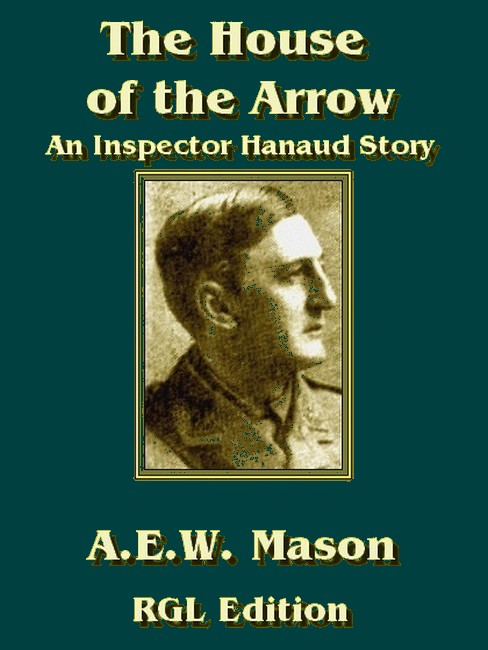 The House
of the Arrow
An Inspector Hanaud Story
A.E.W. Mason
RGL Edition